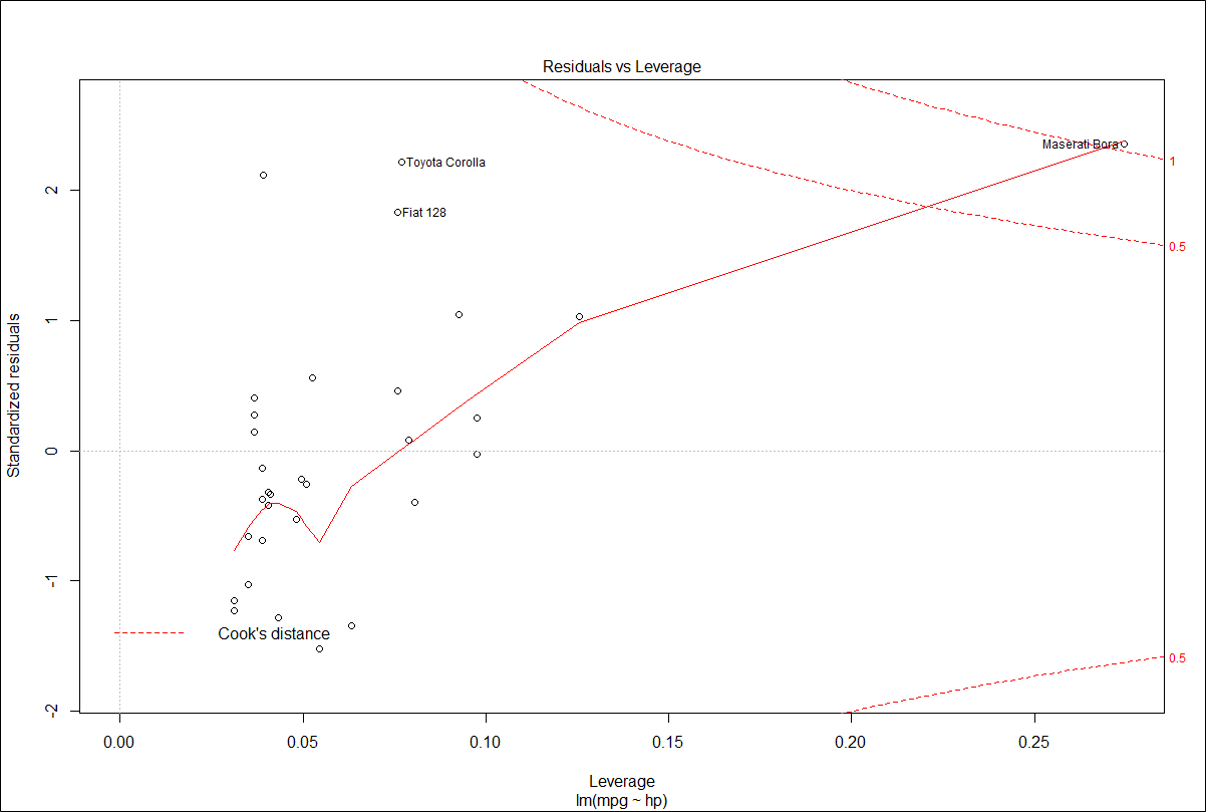 Residuals vs Leverage
Maserati Bora
Toyota Corolla
Fiat 128
1
0.5
0.5
2
1
0
-1
-2
Standardized residuals
Cook's distance
0.00 0.05 0.10 0.15 0.20 0.25
Leverage
lm(mpg ~ hp)